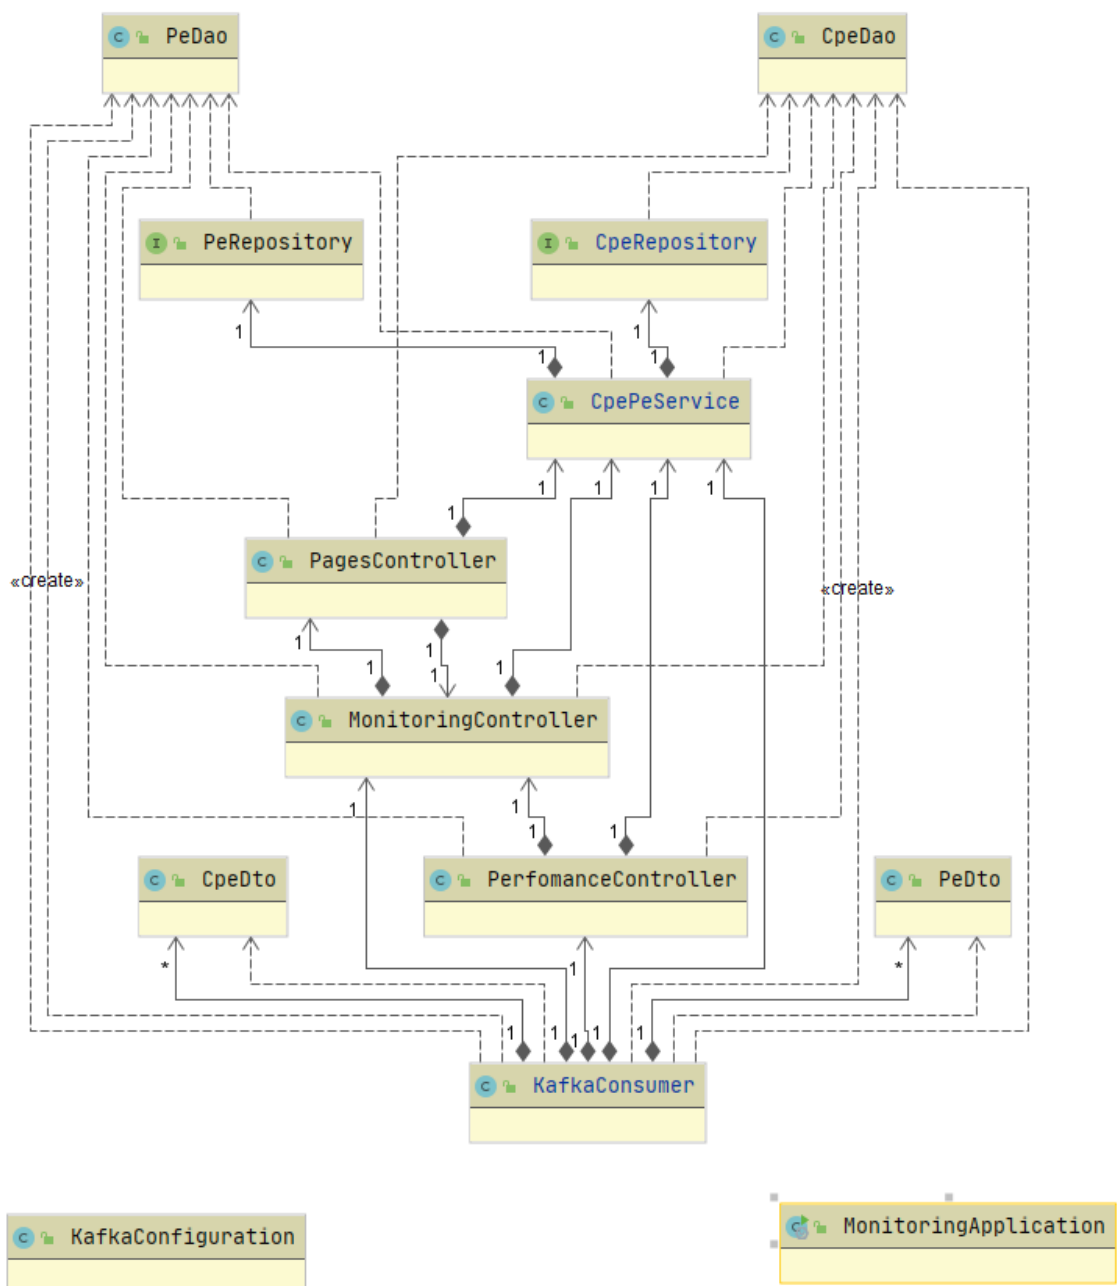 PeDao
CpeDao
PeRepository
CpeRepository
1
1
1
1
CpePeService
1
1
1
1
1
PagesController
«create»
«create»
1
1
1
1
1
MonitoringController
1
1
1
1
CpeDto
PerfomanceController
PeDto
*
1
*
1
1
1
1
1
KafkaConsumer
KafkaConfiguration
MonitoringApplication